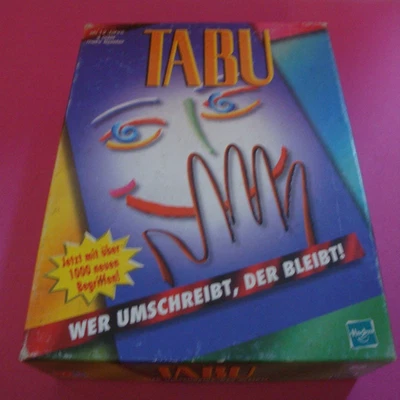 TABU
Jetzt mit über
1000 neuen
Begriffen!
WER UMSCHREIBT, DER BLEIBT!
Hasbro
TABU